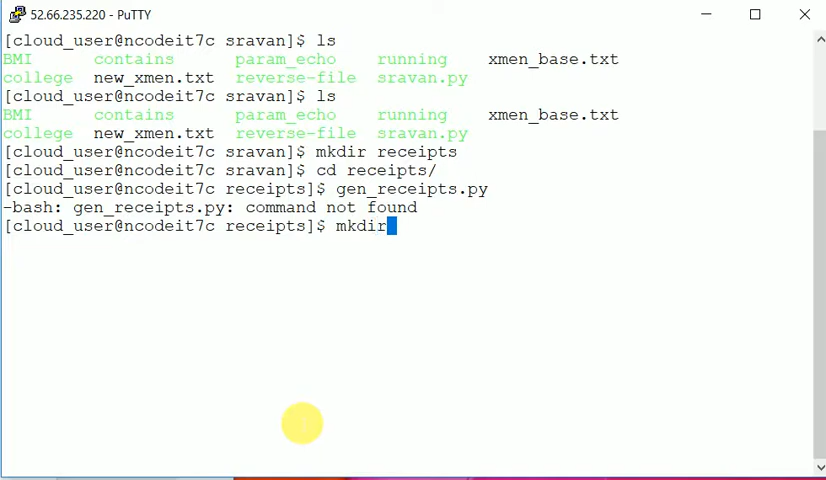 52.66.235.220 - PuTTY
[cloud_user@ncodeit7c sravan]$ ls
BMI contains param_echo running xmen_base.txt
college new_xmen.txt reverse-file sravan.py
[cloud_user@ncodeit7c sravan]$ ls
BMI contains param_echo running xmen_base.txt
college new_xmen.txt reverse-file sravan.py
[cloud_user@ncodeit7c sravan]$ mkdir receipts
[cloud_user@ncodeit7c sravan]$ cd receipts/
[cloud_user@ncodeit7c receipts]$ gen_receipts.py
-bash: gen_receipts.py: command not found
[cloud_user@ncodeit7c receipts]$ mkdir